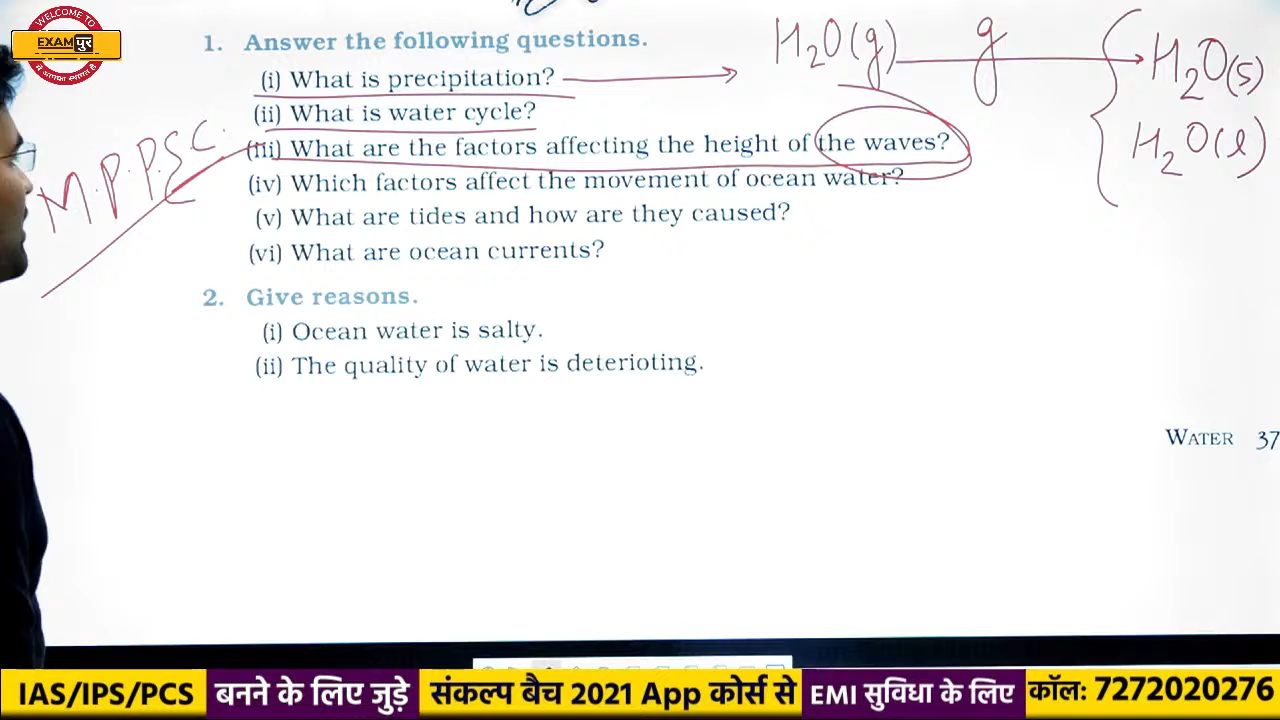 WELCOME TO
EXAMपुर
1. Answer the following questions.
(i) What is precipitation?
(ii) What is water cycle?
(iii) What are the factors affecting the height of the waves?
(iv) Which factors affect the movement of ocean water?
(v) What are tides and how are they caused?
(vi) What are ocean currents?
H₂O(g) g H₂O(s)
H₂O(l)
M.P.P.S.C.
2. Give reasons.
(i) Ocean water is salty.
(ii) The quality of water is deterioting.
WATER 37
IAS/IPS/PCS बनने के लिए जुड़े संकल्प बैच 2021 App कोर्स से EMI सुविधा के लिए कॉल: 7272020276